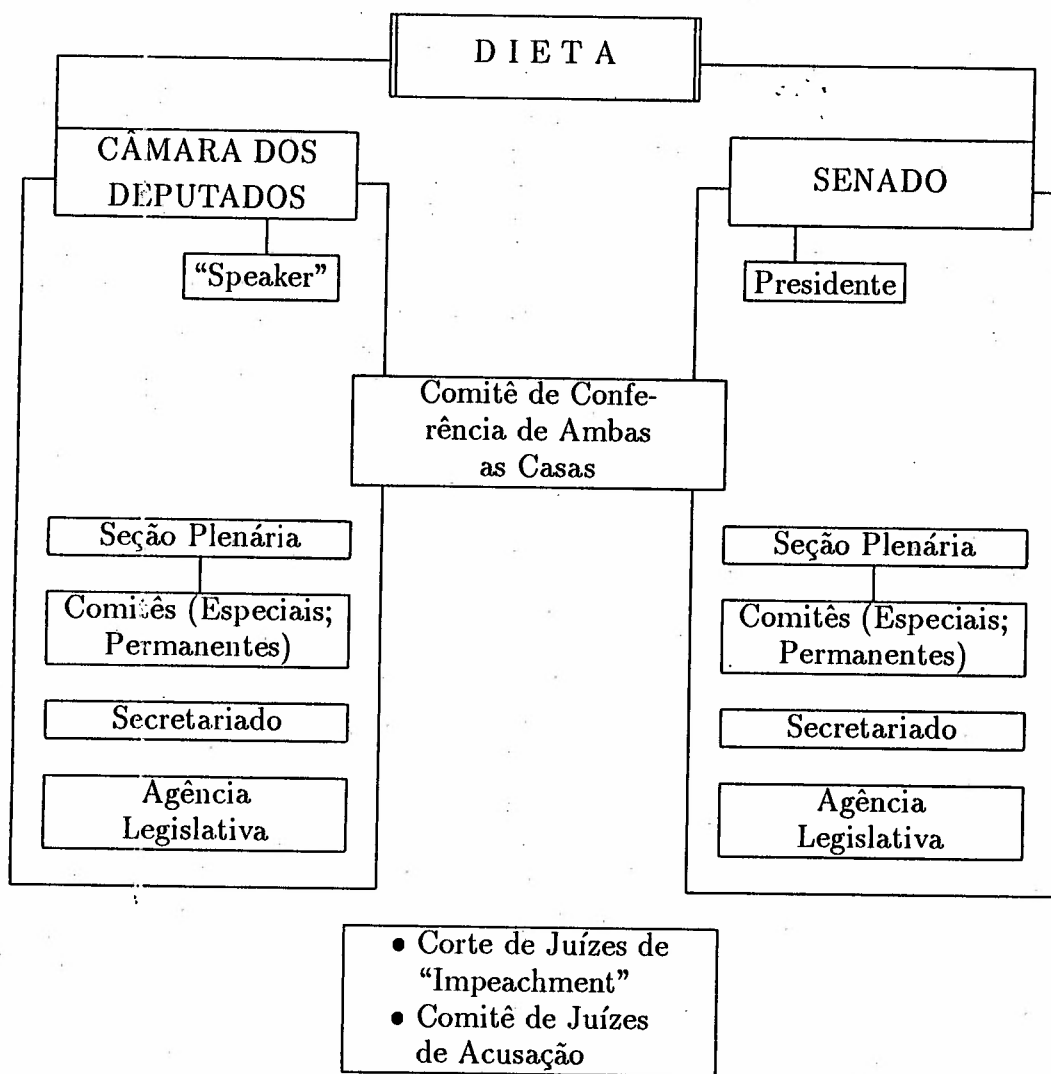 D I E T A
CÂMARA DOS
DEPUTADOS
“Speaker”
SENADO
Presidente
Comitê de Confe-
rência de Ambas
as Casas
Seção Plenária
Comitês (Especiais;
Permanentes)
Secretariado
Agência
Legislativa
Seção Plenária
Comitês (Especiais;
Permanentes)
Secretariado
Agência
Legislativa
• Corte de Juízes de
“Impeachment”
• Comitê de Juízes
de Acusação